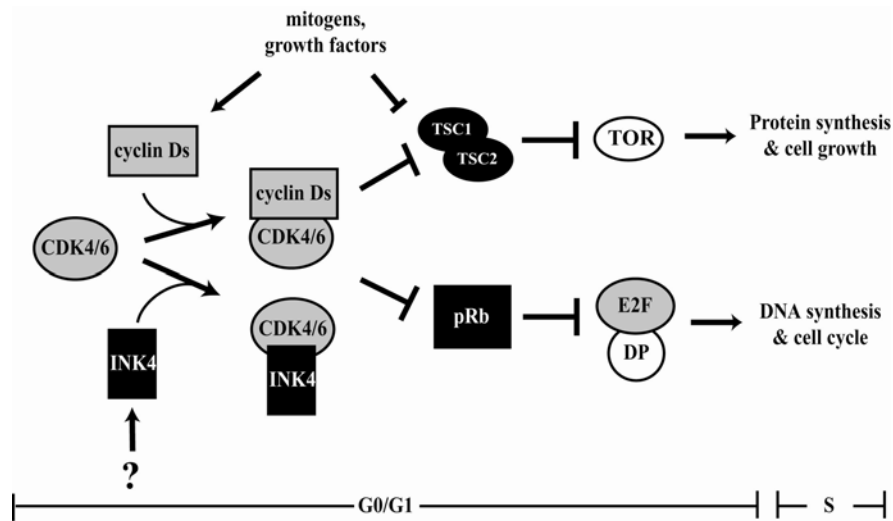 mitogens,
growth factors
cyclin Ds
CDK4/6
INK4
?
cyclin Ds
CDK4/6
CDK4/6
INK4
TSC1
TSC2
TOR
Protein synthesis
& cell growth
pRb
E2F
DP
DNA synthesis
& cell cycle
G0/G1
S